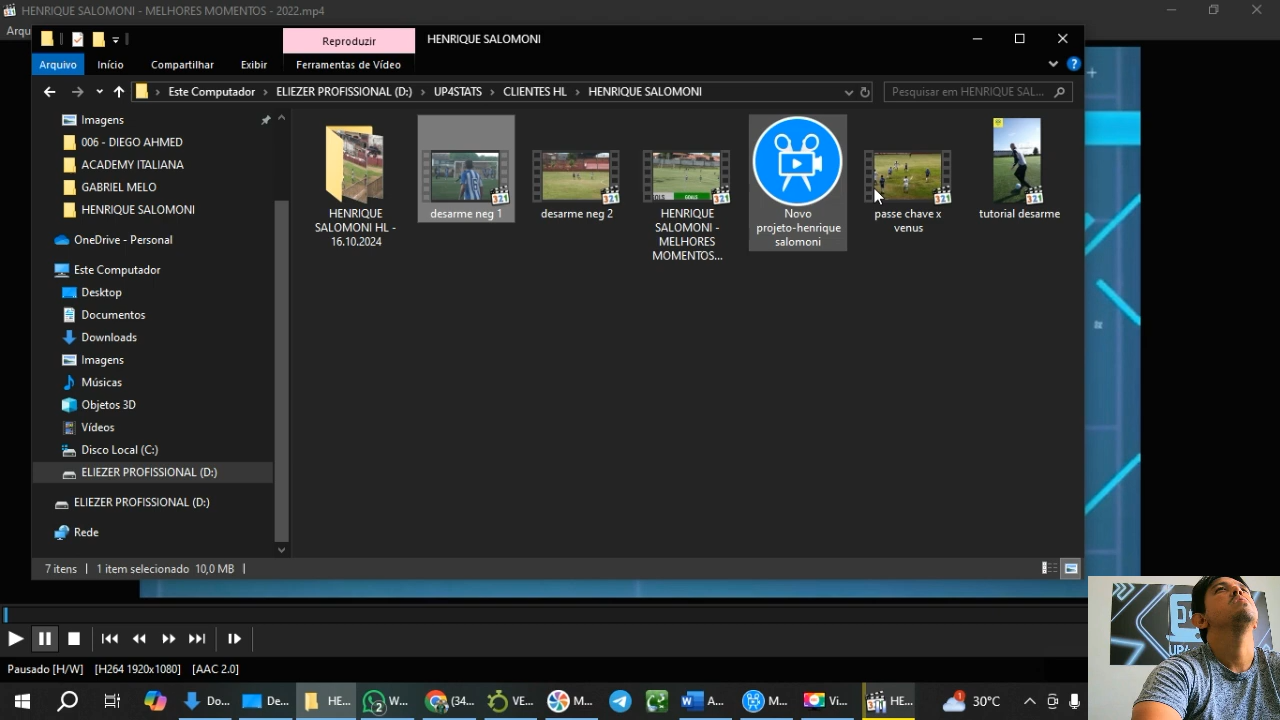 HENRIQUE SALOMONI - MELHORES MOMENTOS - 2022.mp4
Arqu
Reproduzir
HENRIQUE SALOMONI
Arquivo
Início
Compartilhar
Exibir
Ferramentas de Vídeo
Este Computador > ELIEZER PROFISSIONAL (D:) > UP4STATS > CLIENTES HL > HENRIQUE SALOMONI
Pesquisar em HENRIQUE SAL...
Imagens
006 - DIEGO AHMED
ACADEMY ITALIANA
GABRIEL MELO
HENRIQUE SALOMONI
OneDrive - Personal
Este Computador
Desktop
Documentos
Downloads
Imagens
Músicas
Objetos 3D
Vídeos
Disco Local (C:)
ELIEZER PROFISSIONAL (D:)
ELIEZER PROFISSIONAL (D:)
Rede
HENRIQUE
SALOMONI HL -
16.10.2024
desarme neg 1
desarme neg 2
HENRIQUE
SALOMONI -
MELHORES
MOMENTOS...
Novo
projeto-henrique
salomoni
passe chave x
venus
tutorial desarme
7 itens
1 item selecionado 10,0 MB
Pausado [H/W]
[H264 1920x1080]
[AAC 2.0]
Do...
De...
HE...
2
W...
(34...
VE...
M...
A...
M...
Vi...
HE...
1
30°C